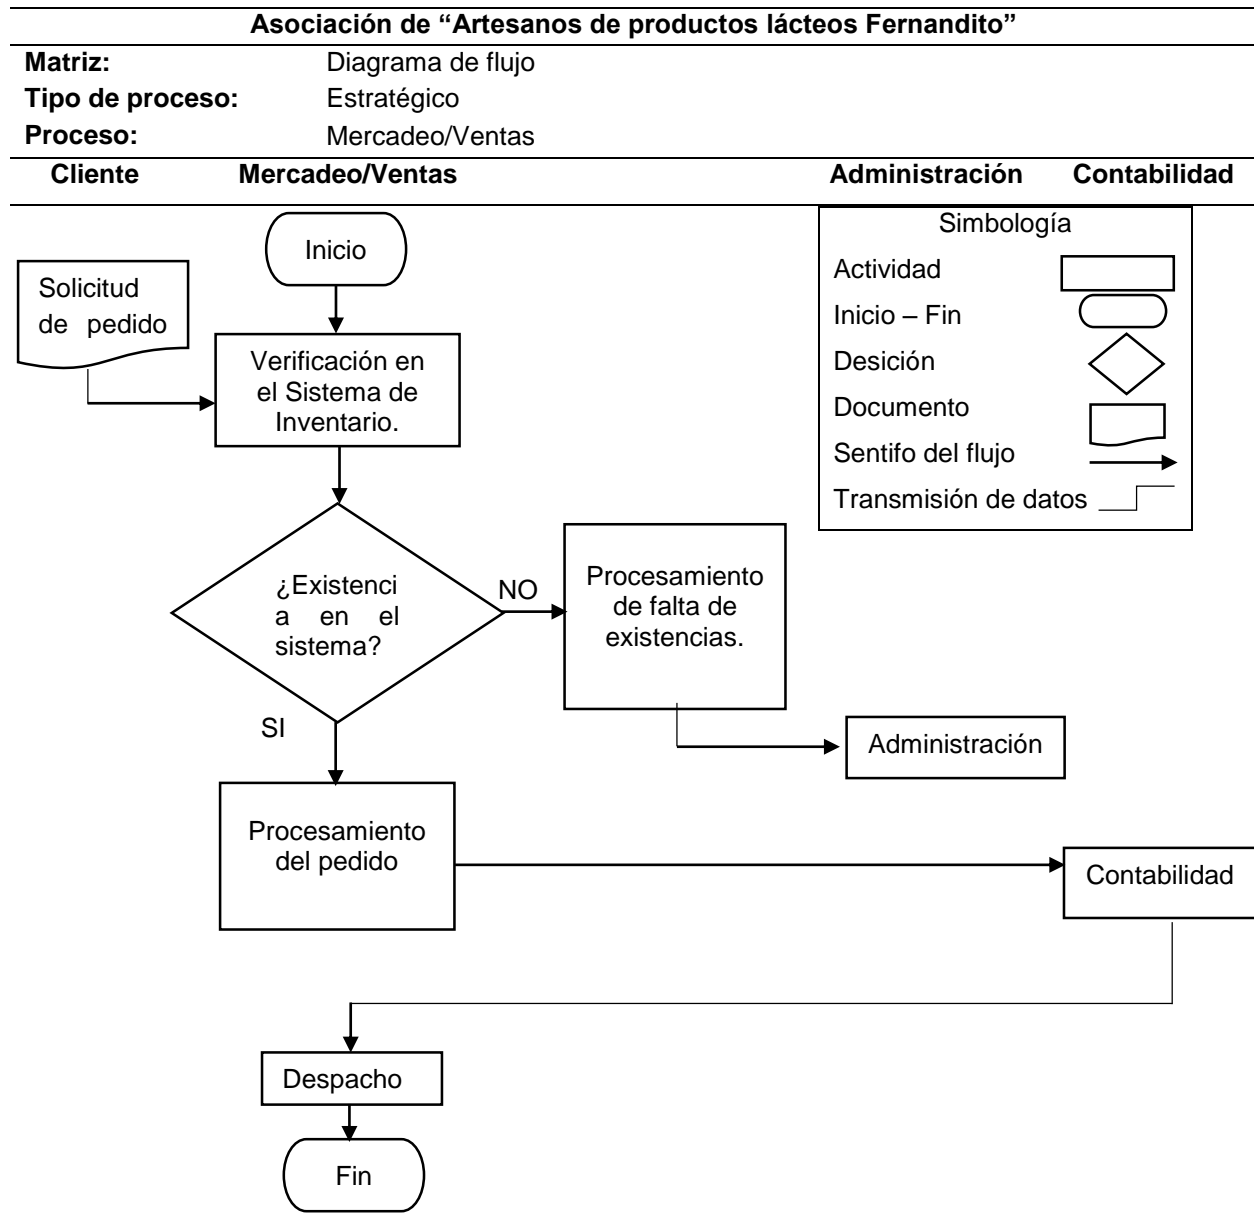 Asociación de “Artesanos de productos lácteos Fernandito”
Matriz: Diagrama de flujo
Tipo de proceso: Estratégico
Proceso: Mercadeo/Ventas
Cliente Mercadeo/Ventas Administración Contabilidad
Simbología
Actividad
Inicio – Fin
Desición
Documento
Sentifo del flujo
Transmisión de datos
Inicio
Solicitud
de pedido
Verificación en
el Sistema de
Inventario.
¿Existenci
a en el
sistema?
NO
Procesamiento
de falta de
existencias.
SI
Administración
Procesamiento
del pedido
Contabilidad
Despacho
Fin